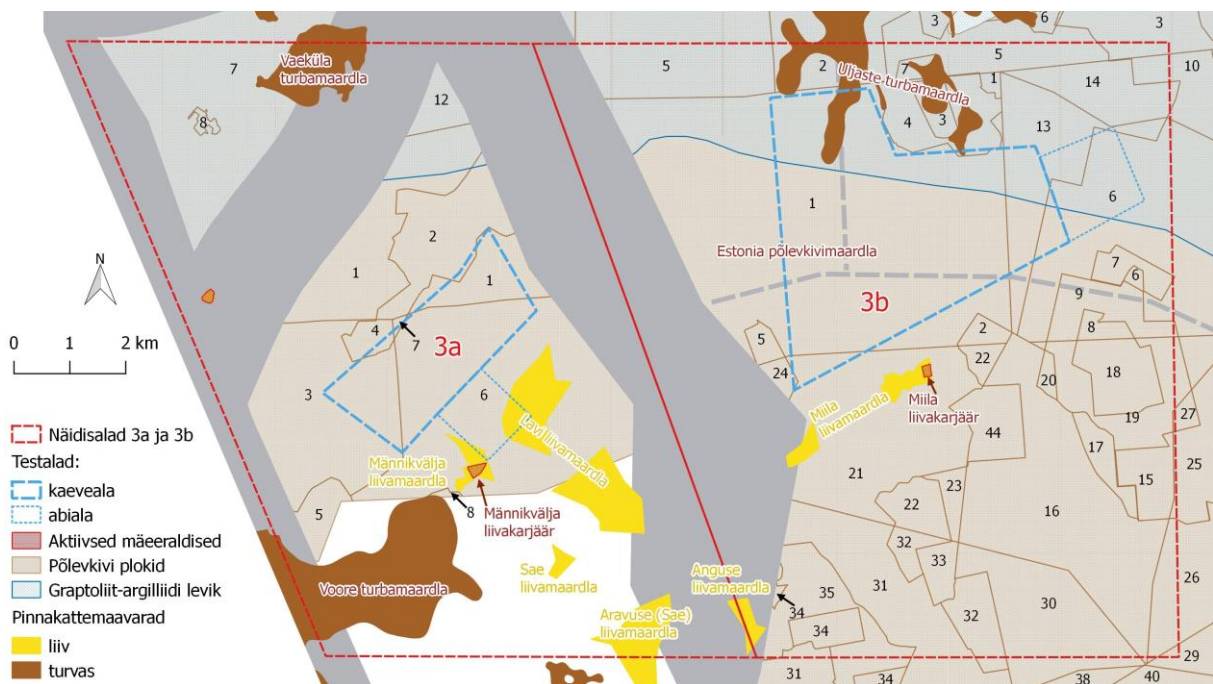 Vaeküla
turbamaardla
7
8
12
5
2
Uljaste turbamaardla
3
6
3
7
5
1
14
10
4
3
13
6
1
Estonia põlevkivimaardla
2
1
1
4
7
3a
3
6
3b
9
7
6
8
5
24
2
22
18
20
19
27
Itavi liivamaardla
Miila
liivamaardla
Miila
liivakarjäär
Männikvälja
liivamaardla
Männikvälja
liivakarjäär
8
5
44
17
15
25
21
22
23
16
32
33
Voore turbamaardla
Sae
liivamaardla
Aravuse (Sae)
liivamaardla
Anguse
liivamaardla
34
35
31
34
32
30
26
29
31
34
38
40
N
0 1 2 km
Näidisalad 3a ja 3b
Testalad:
kaeveala
abiala
Aktiivsed mäeeraldised
Põlevkivi plokid
Graptoliit-argilliidi levik
Pinnakattemaavarad
liiv
turvas